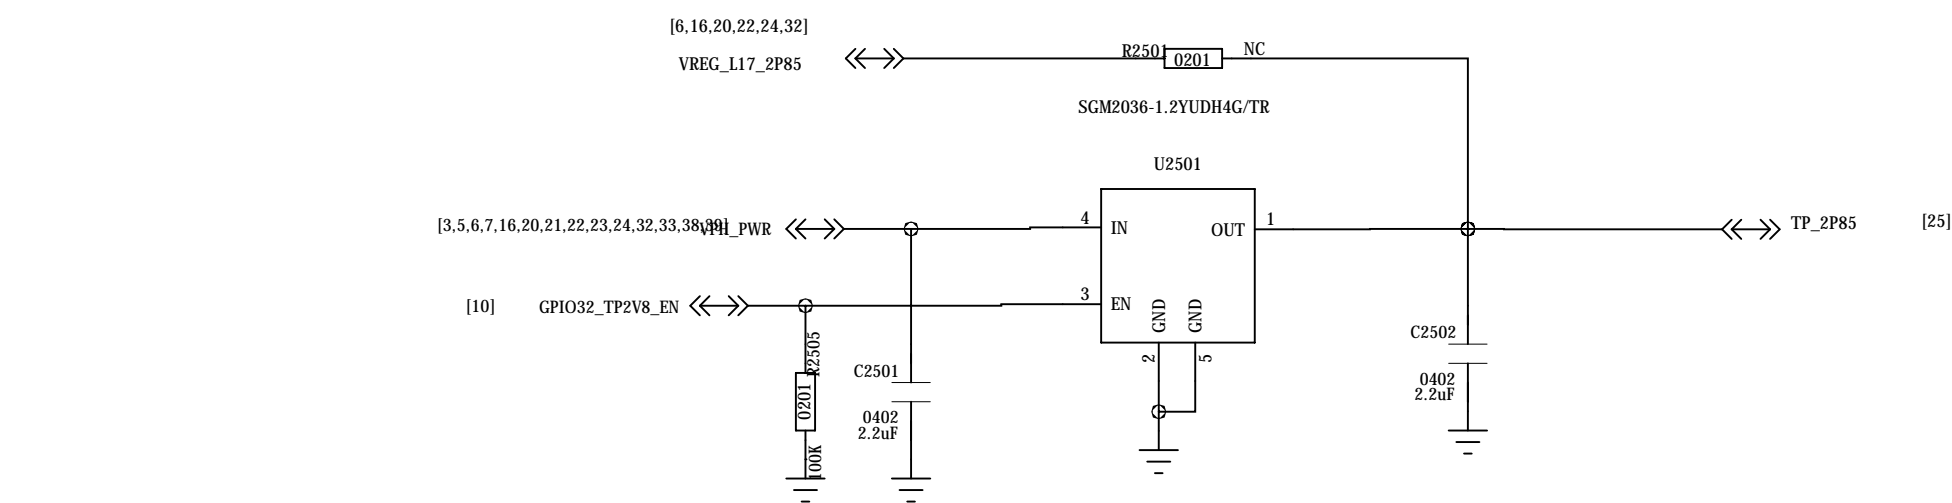 [6,16,20,22,24,32]
VREG_L17_2P85
R2501
0201
NC
SGM2036-1.2YUDH4G/TR
U2501
[3,5,6,7,16,20,21,22,23,24,32,33,38,39]
VPH_PWR
4
IN
OUT
1
TP_2P85
[25]
[10]
GPIO32_TP2V8_EN
3
EN
GND
GND
2
5
R2505
0201
100K
C2501
0402
2.2uF
C2502
0402
2.2uF